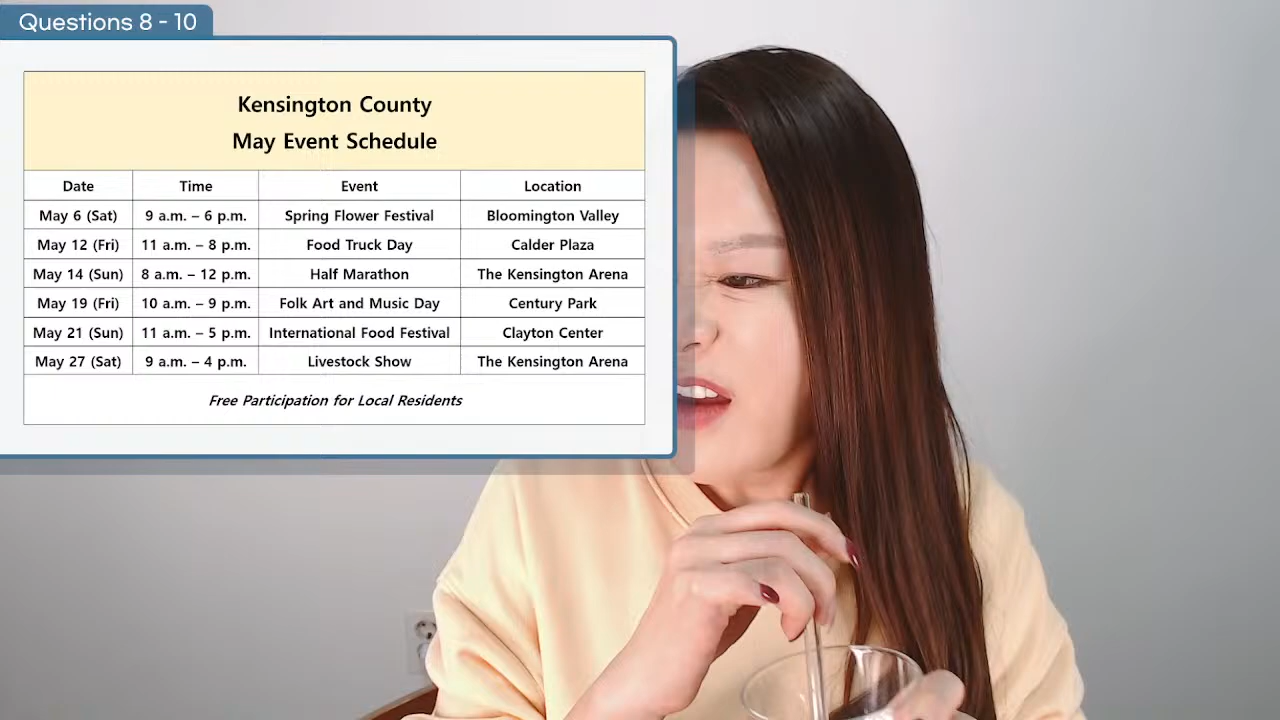 Questions 8 - 10
Kensington County
May Event Schedule
Date Time Event Location
May 6 (Sat) 9 a.m. – 6 p.m. Spring Flower Festival Bloomington Valley
May 12 (Fri) 11 a.m. – 8 p.m. Food Truck Day Calder Plaza
May 14 (Sun) 8 a.m. – 12 p.m. Half Marathon The Kensington Arena
May 19 (Fri) 10 a.m. – 9 p.m. Folk Art and Music Day Century Park
May 21 (Sun) 11 a.m. – 5 p.m. International Food Festival Clayton Center
May 27 (Sat) 9 a.m. – 4 p.m. Livestock Show The Kensington Arena
Free Participation for Local Residents